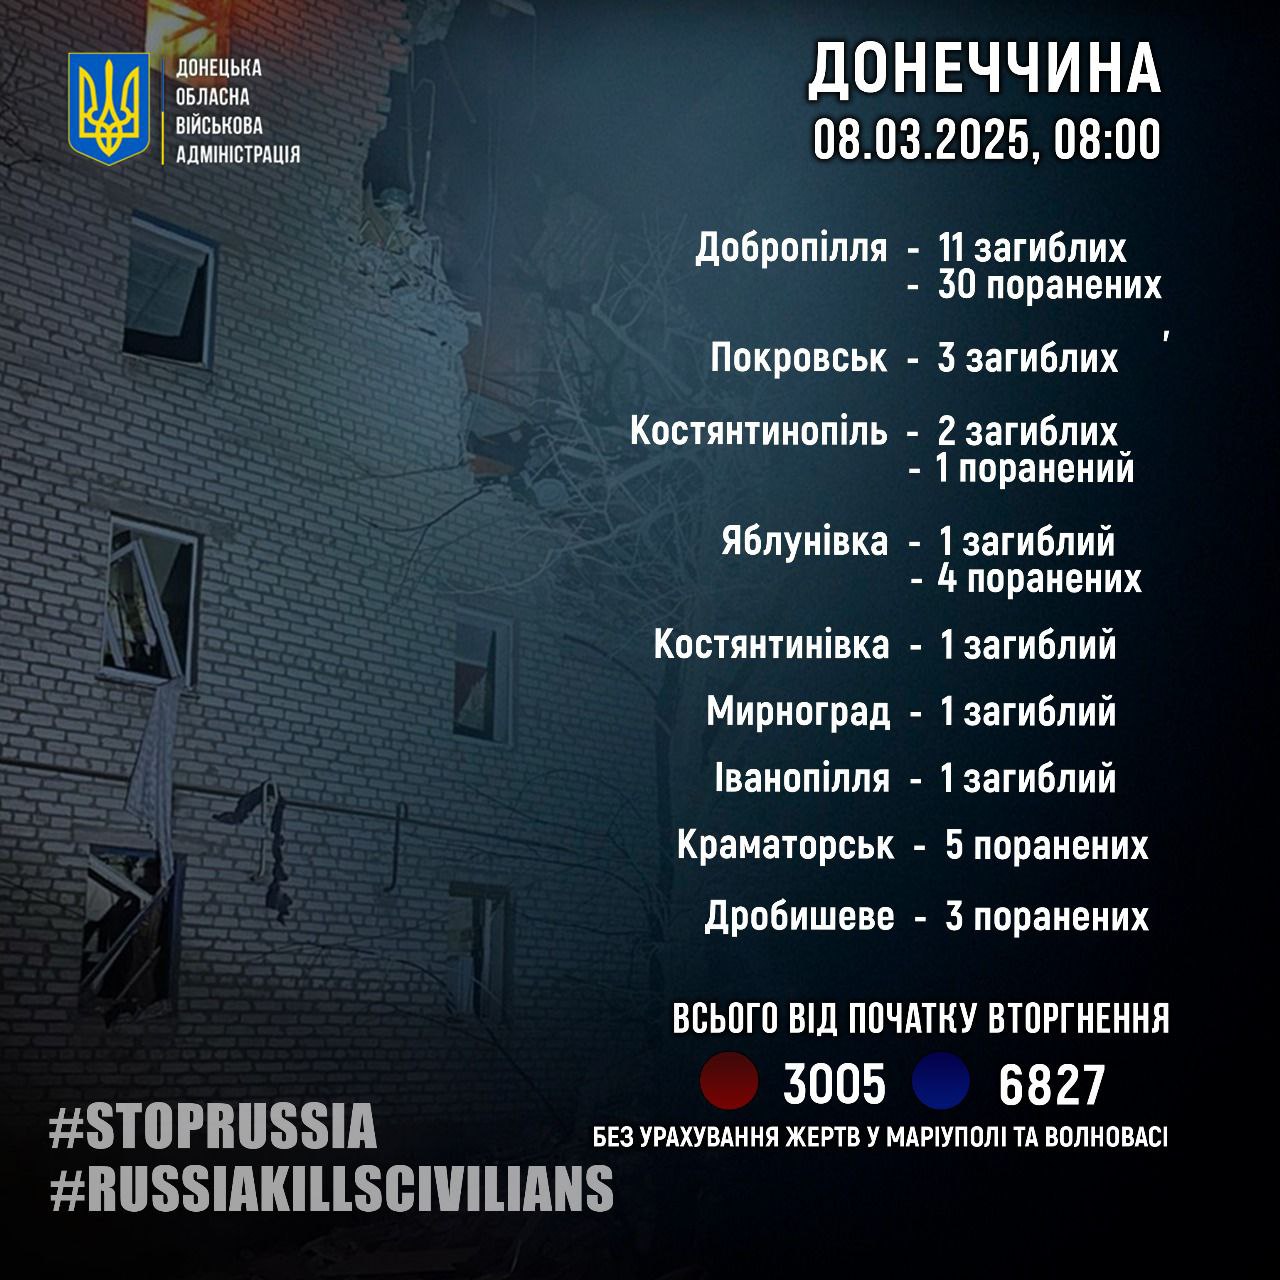 ДОНЕЦЬКА
ОБЛАСНА
ВІЙСЬКОВА
АДМІНІСТРАЦІЯ
ДОНЕЧЧИНА
08.03.2025, 08:00
Добропілля - 11 загиблих
- 30 поранених
Покровськ - 3 загиблих ,
Костянтинопіль - 2 загиблих
- 1 поранений
Яблунівка - 1 загиблий
- 4 поранених
Костянтинівка - 1 загиблий
Мирноград - 1 загиблий
Іванопілля - 1 загиблий
Краматорськ - 5 поранених
Дробишеве - 3 поранених
ВСЬОГО ВІД ПОЧАТКУ ВТОРГНЕННЯ
3005 6827
БЕЗ УРАХУВАННЯ ЖЕРТВ У МАРІУПОЛІ ТА ВОЛНОВАСІ
#STOPRUSSIA
#RUSSIAKILLSCIVILIANS